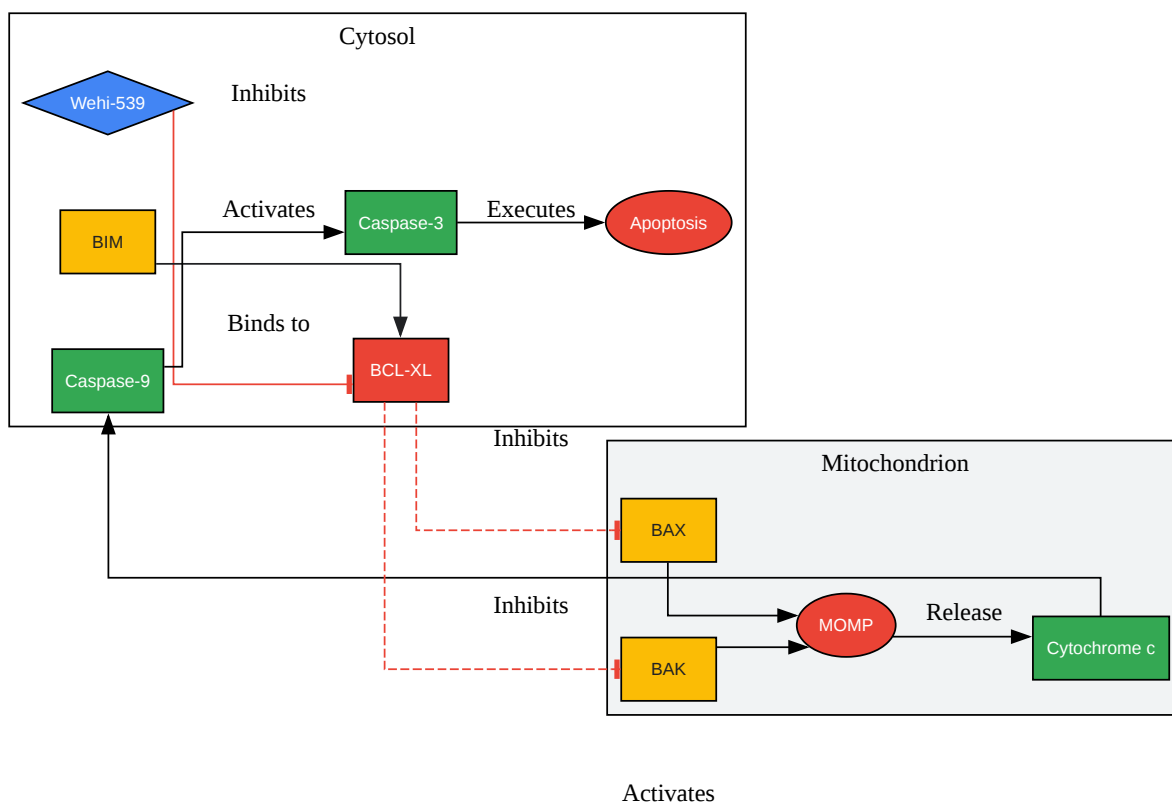 Cytosol
Wehi-539
Inhibits
Activates
Caspase-3
Executes
Apoptosis
BIM
Binds to
Caspase-9
BCL-XL
Inhibits
Mitochondrion
BAX
Inhibits
MOMP
Release
Cytochrome c
BAK
Activates